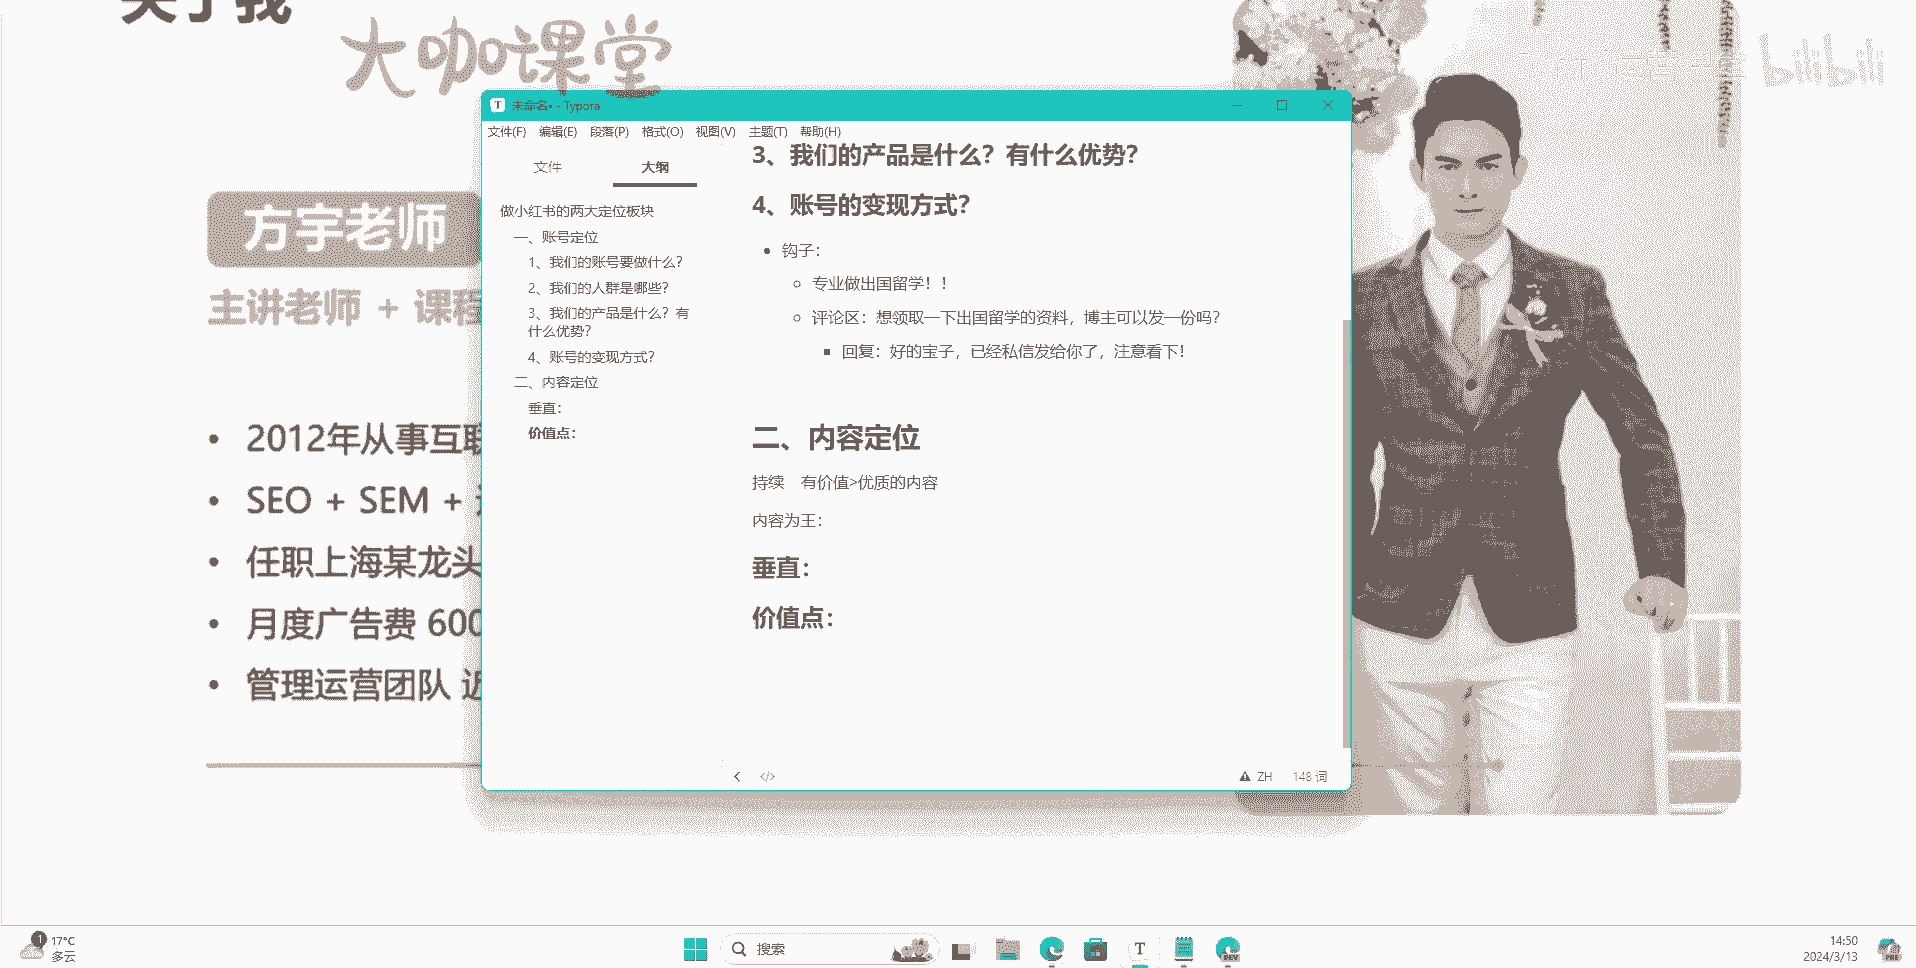 关于我
大咖课堂
bilibili
方宇老师
主讲老师 + 课程
• 2012年从事互联
• SEO + SEM +
• 任职上海某龙头
• 月度广告费 600
• 管理运营团队 近
未命名• - Typora
文件(F) 编辑(E) 段落(P) 格式(O) 视图(V) 主题(T) 帮助(H)
文件 大纲
做小红书的两大定位板块
一、账号定位
1、我们的账号要做什么？
2、我们的人群是哪些？
3、我们的产品是什么？有
什么优势？
4、账号的变现方式？
二、内容定位
垂直：
价值点：
3、我们的产品是什么？有什么优势？
4、账号的变现方式？
• 钩子：
专业做出国留学！！
评论区：想领取一下出国留学的资料，博主可以发一份吗？
回复：好的宝子，已经私信发给你了，注意看下！
二、内容定位
持续 有价值>优质的内容
内容为王：
垂直：
价值点：
</> ZH 148 词
1 17°C
多云
搜索
T
DEV
14:50
2024/3/13
PRE